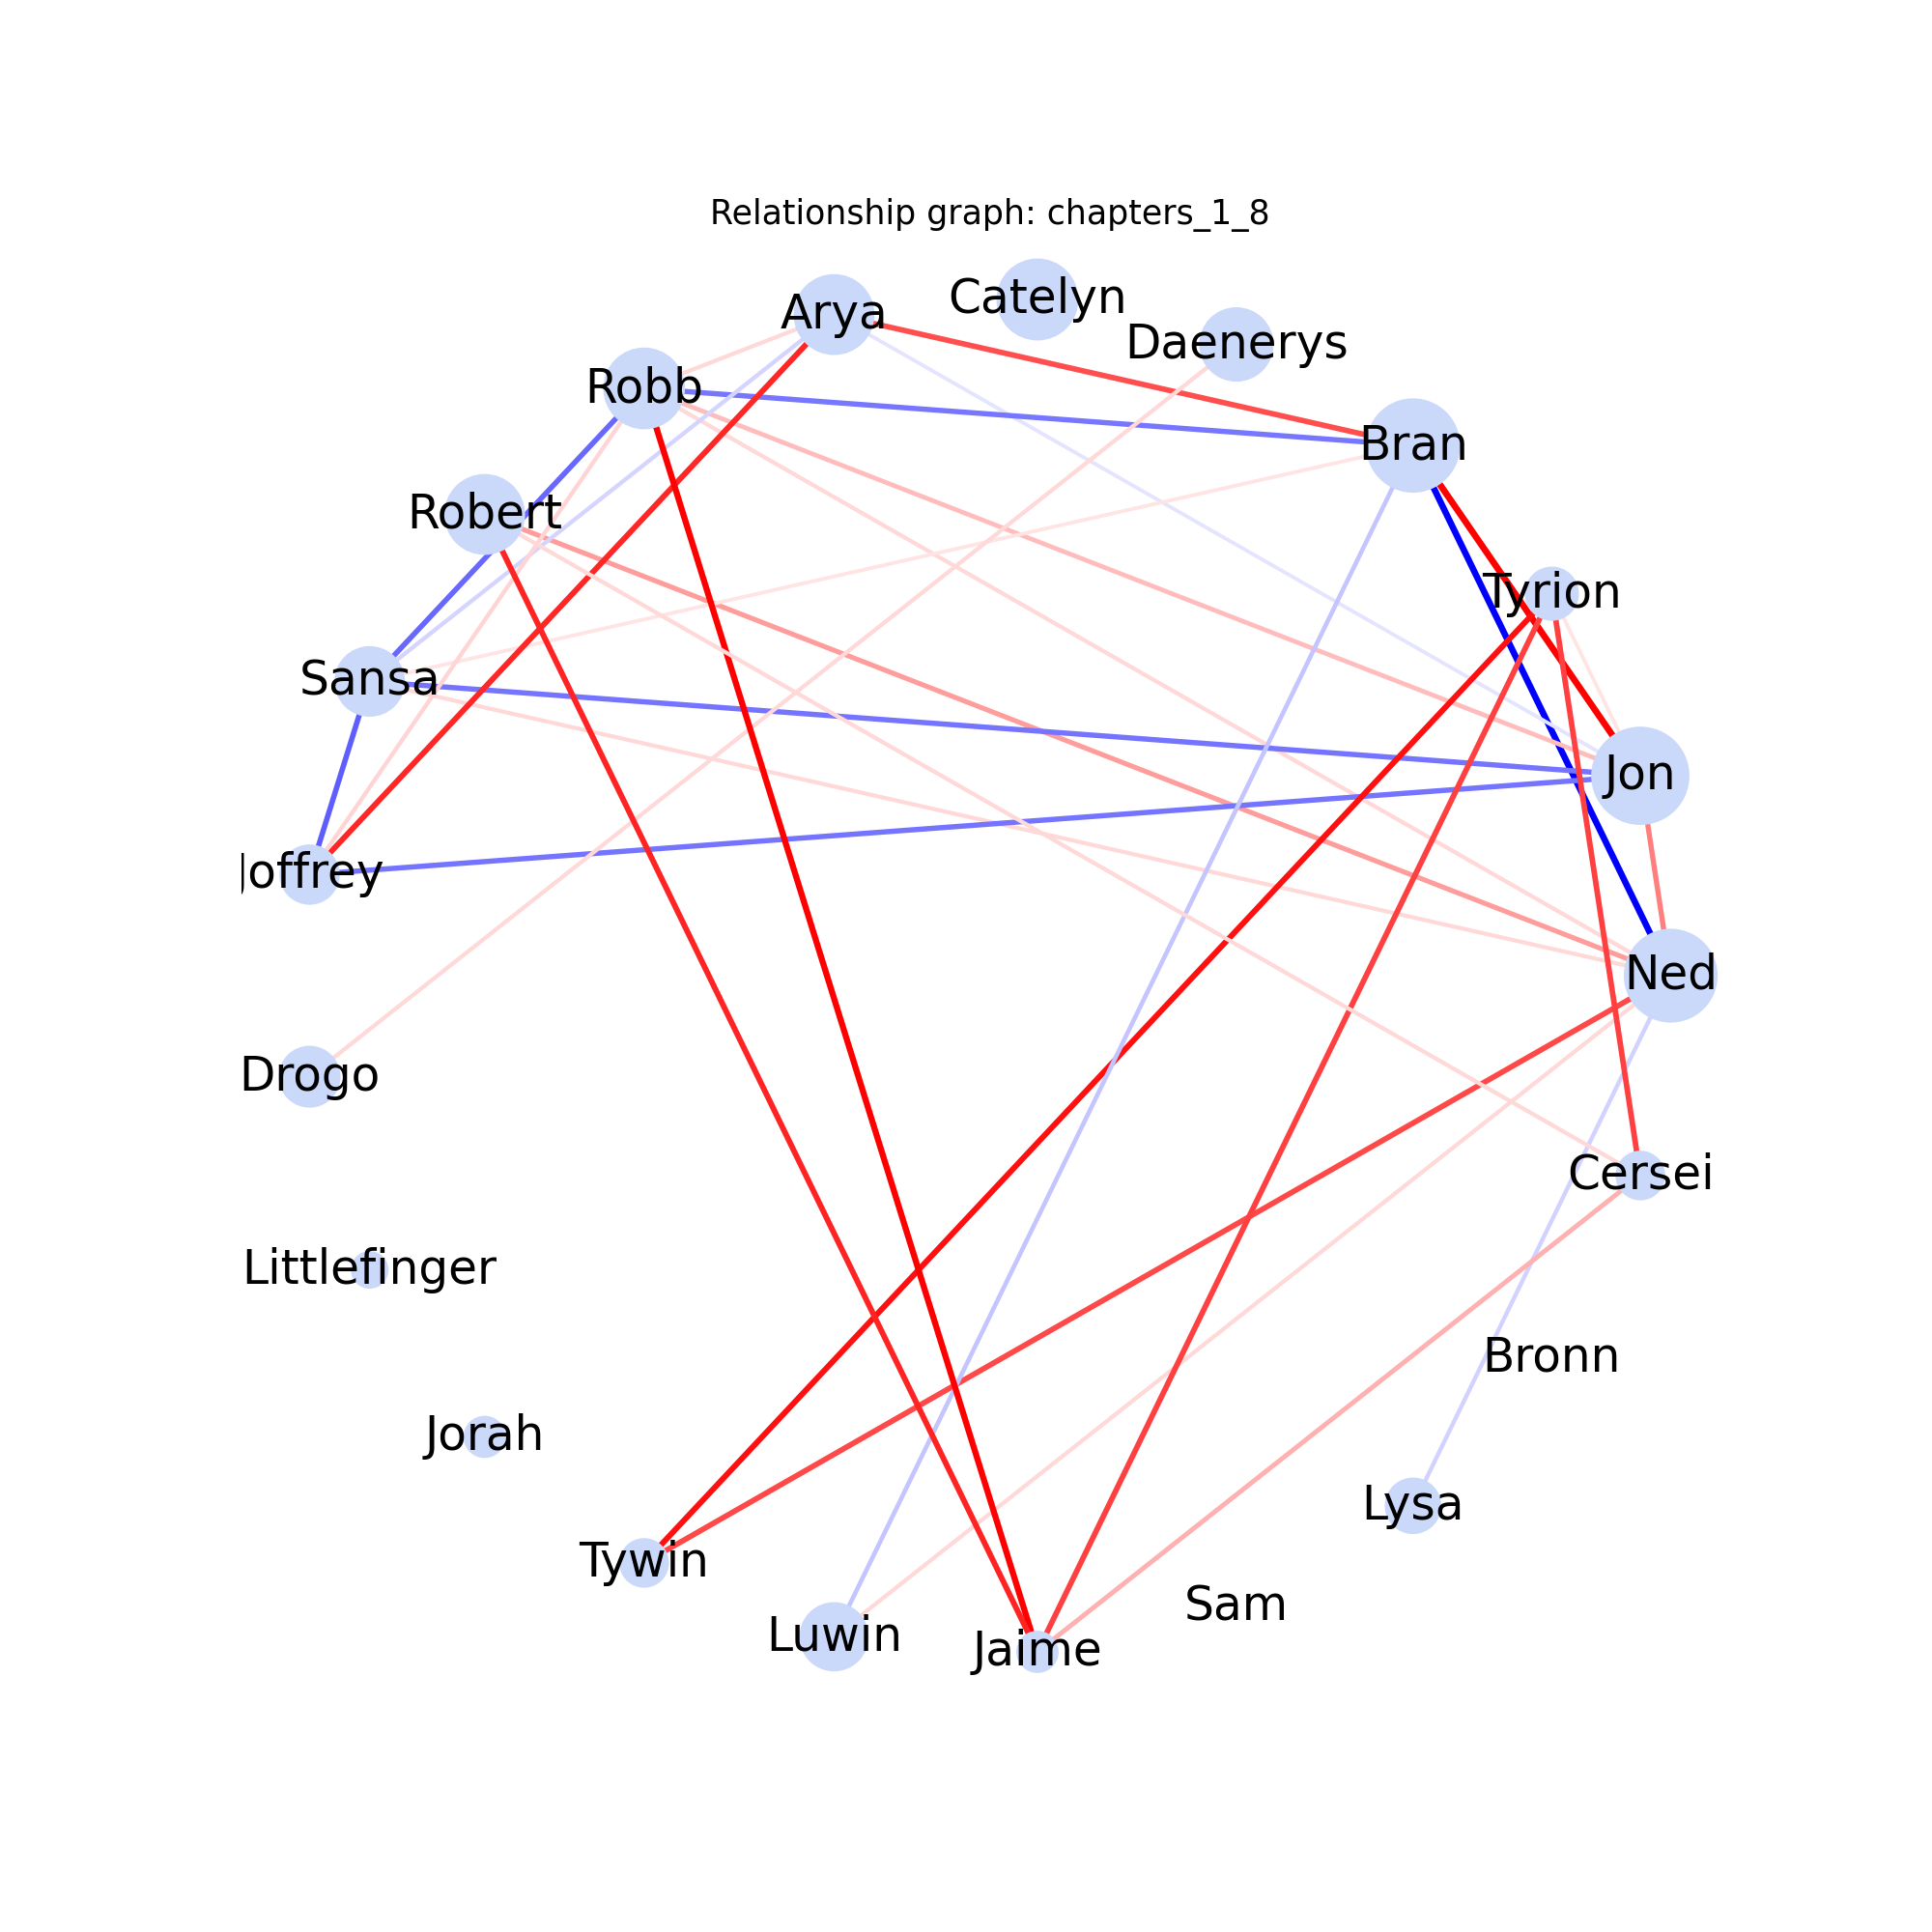 Relationship graph: chapters_1_8
Catelyn
Arya
Daenerys
Robb
Bran
Robert
Tyrion
Sansa
Jon
Joffrey
Ned
Drogo
Cersei
Littlefinger
Bronn
Jorah
Lysa
Tywin
Sam
Luwin
Jaime